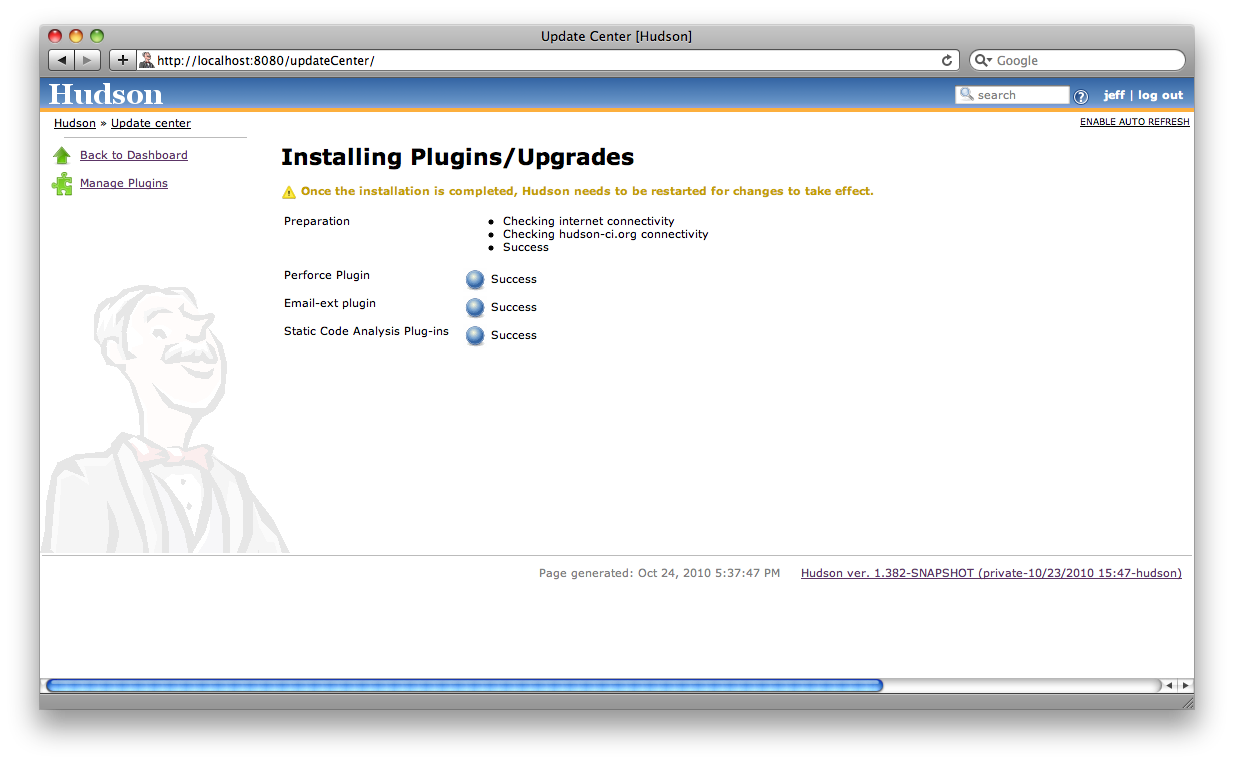 Update Center [Hudson]
http://localhost:8080/updateCenter/
Google
Hudson
search
? jeff | log out
Hudson » Update center
ENABLE AUTO REFRESH
Back to Dashboard
Manage Plugins
Installing Plugins/Upgrades
Once the installation is completed, Hudson needs to be restarted for changes to take effect.
Preparation
• Checking internet connectivity
• Checking hudson-ci.org connectivity
• Success
Perforce Plugin Success
Email-ext plugin Success
Static Code Analysis Plug-ins Success
Page generated: Oct 24, 2010 5:37:47 PM Hudson ver. 1.382-SNAPSHOT (private-10/23/2010 15:47-hudson)